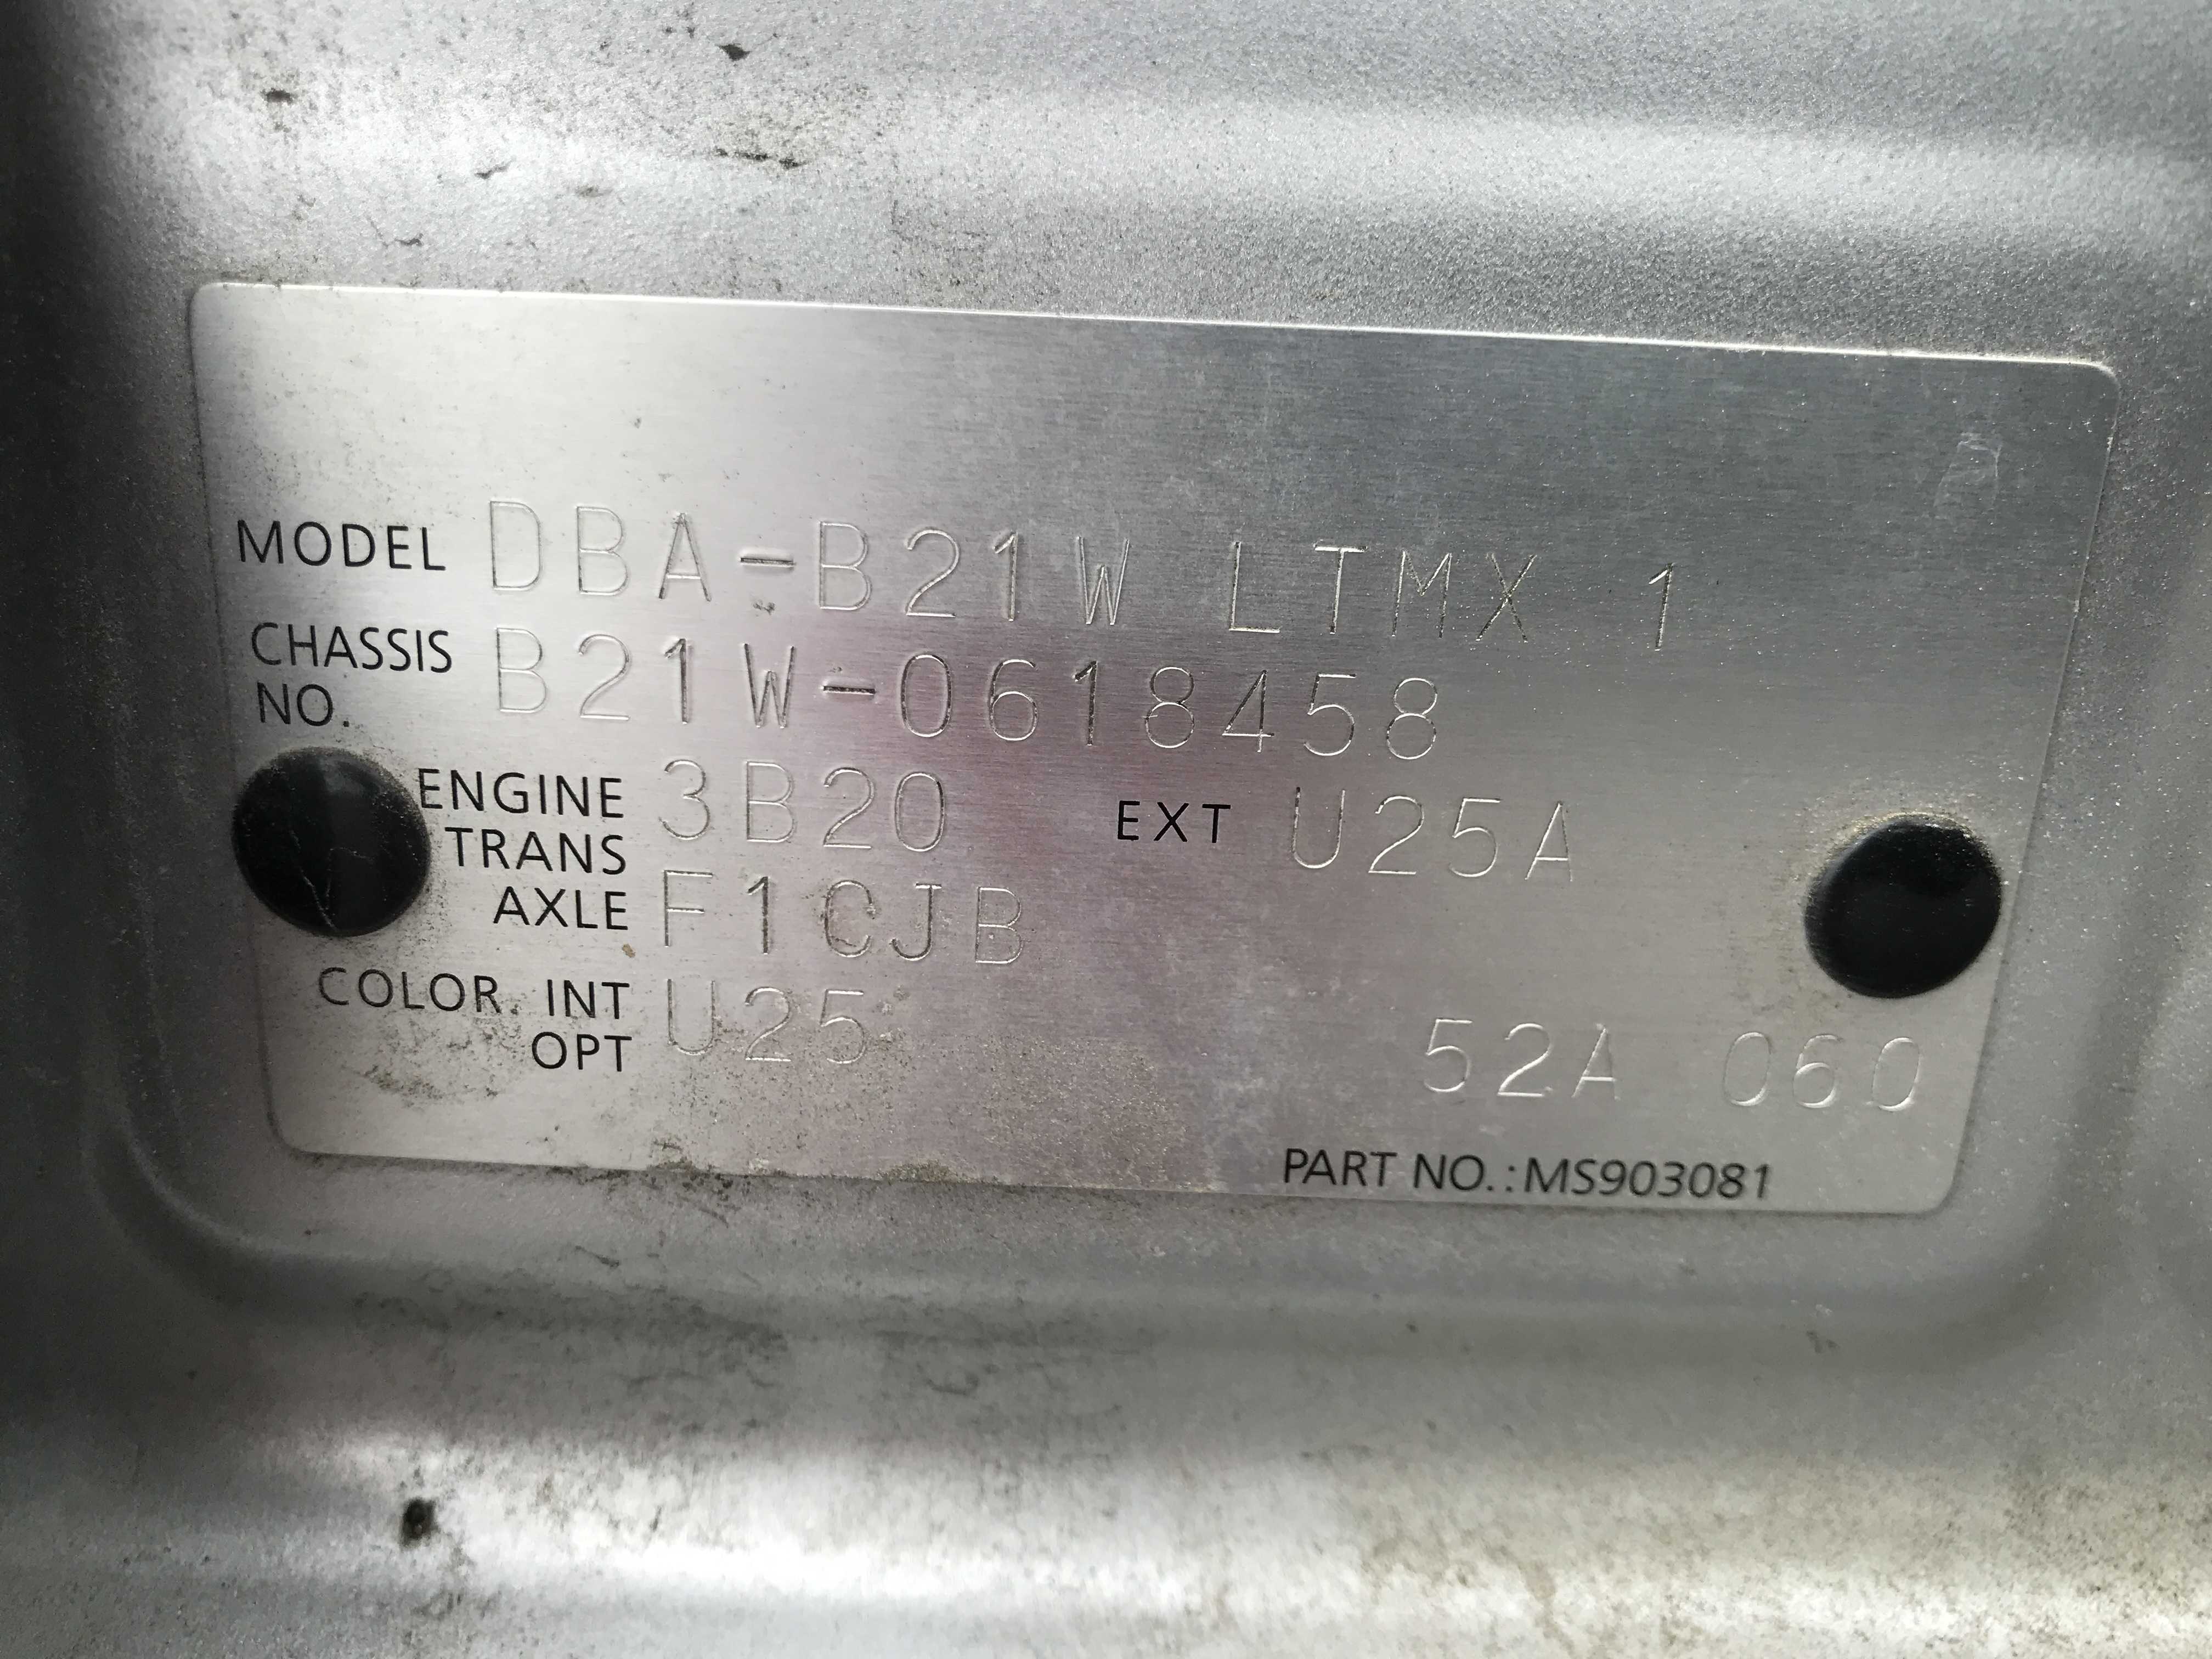 MODEL DBA-B21W LTMX 1
CHASSIS NO. B21W-0618458
ENGINE 3B20 EXT U25A
TRANS
AXLE F1CJB
COLOR. INT U25
OPT 52A 060
PART NO.:MS903081